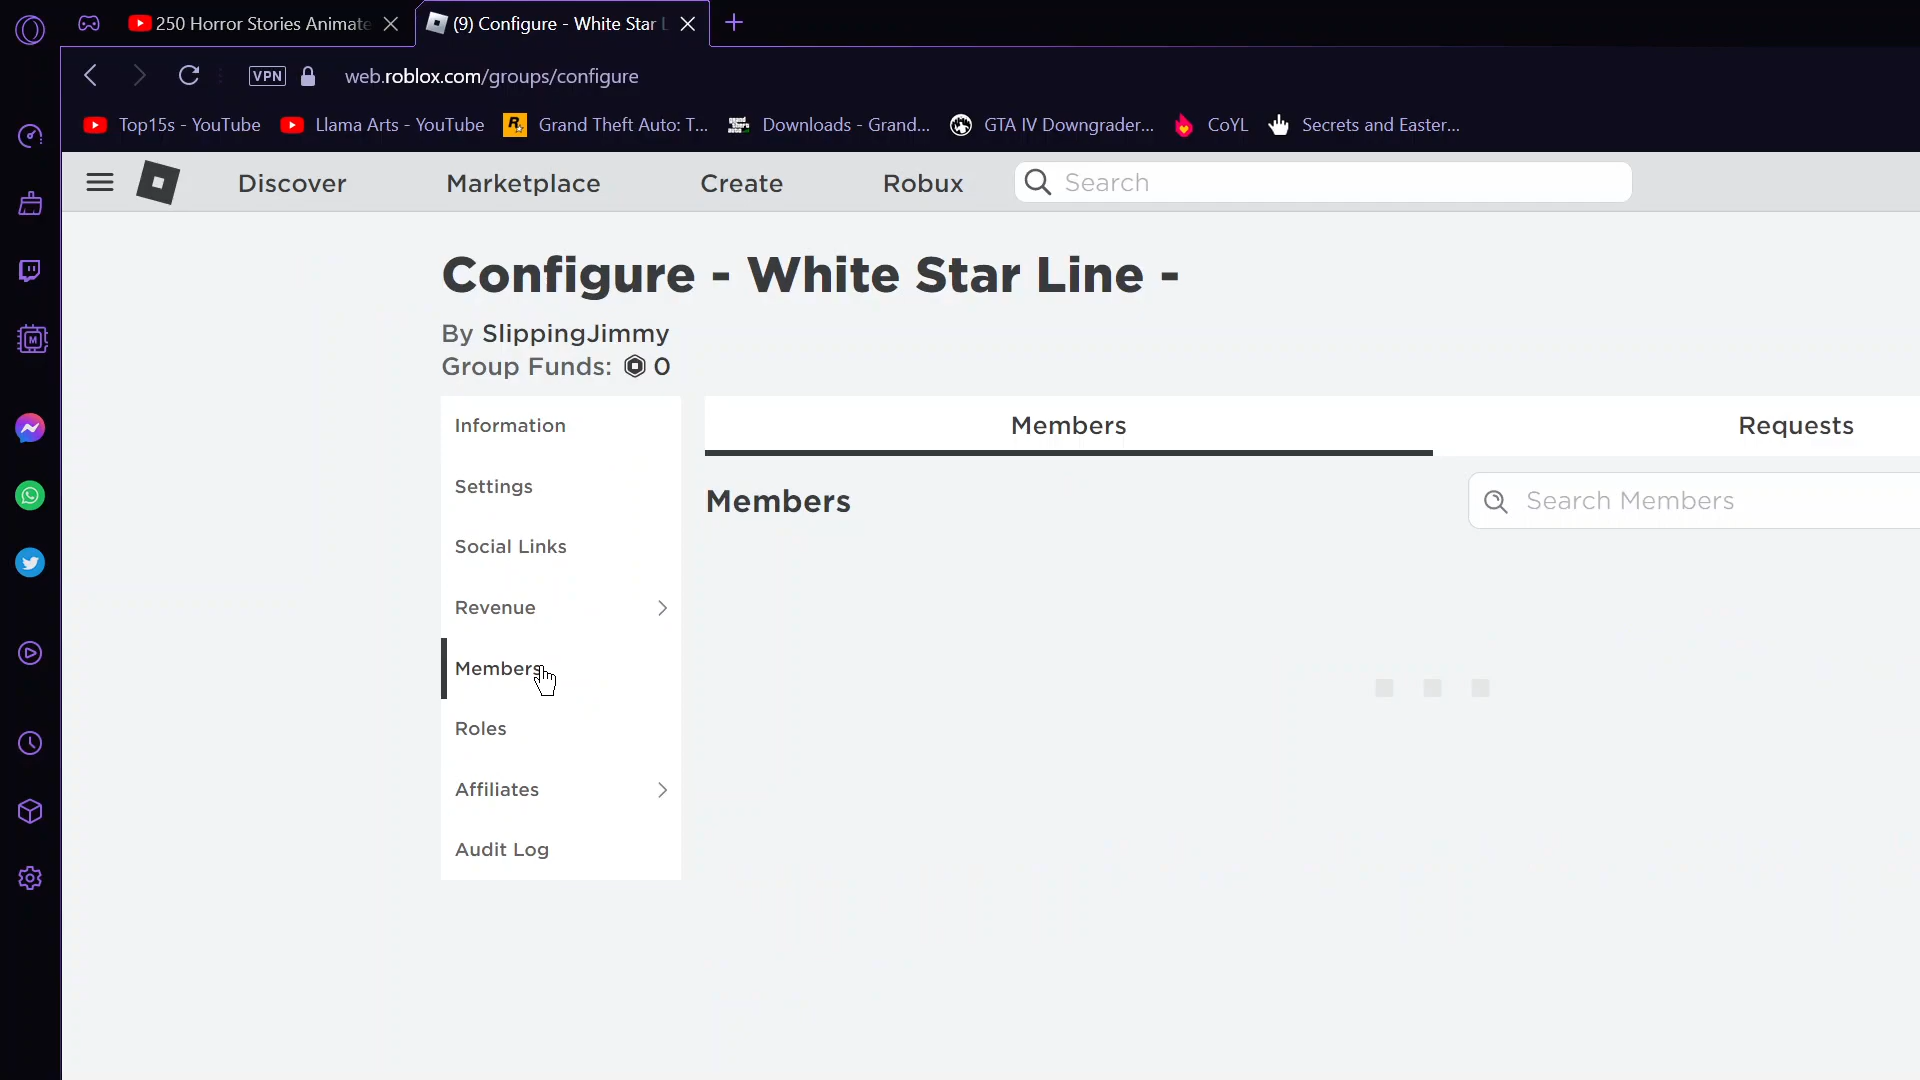 250 Horror Stories Animate
(9) Configure - White Star L
VPN
web.roblox.com/groups/configure
Top15s - YouTube
Llama Arts - YouTube
Grand Theft Auto: T...
Downloads - Grand...
GTA IV Downgrader...
CoYL
Secrets and Easter...
Discover
Marketplace
Create
Robux
Search
Configure - White Star Line -
By SlippingJimmy
Group Funds: 0
Information
Settings
Social Links
Revenue
Members
Roles
Affiliates
Audit Log
Members
Requests
Members
Search Members